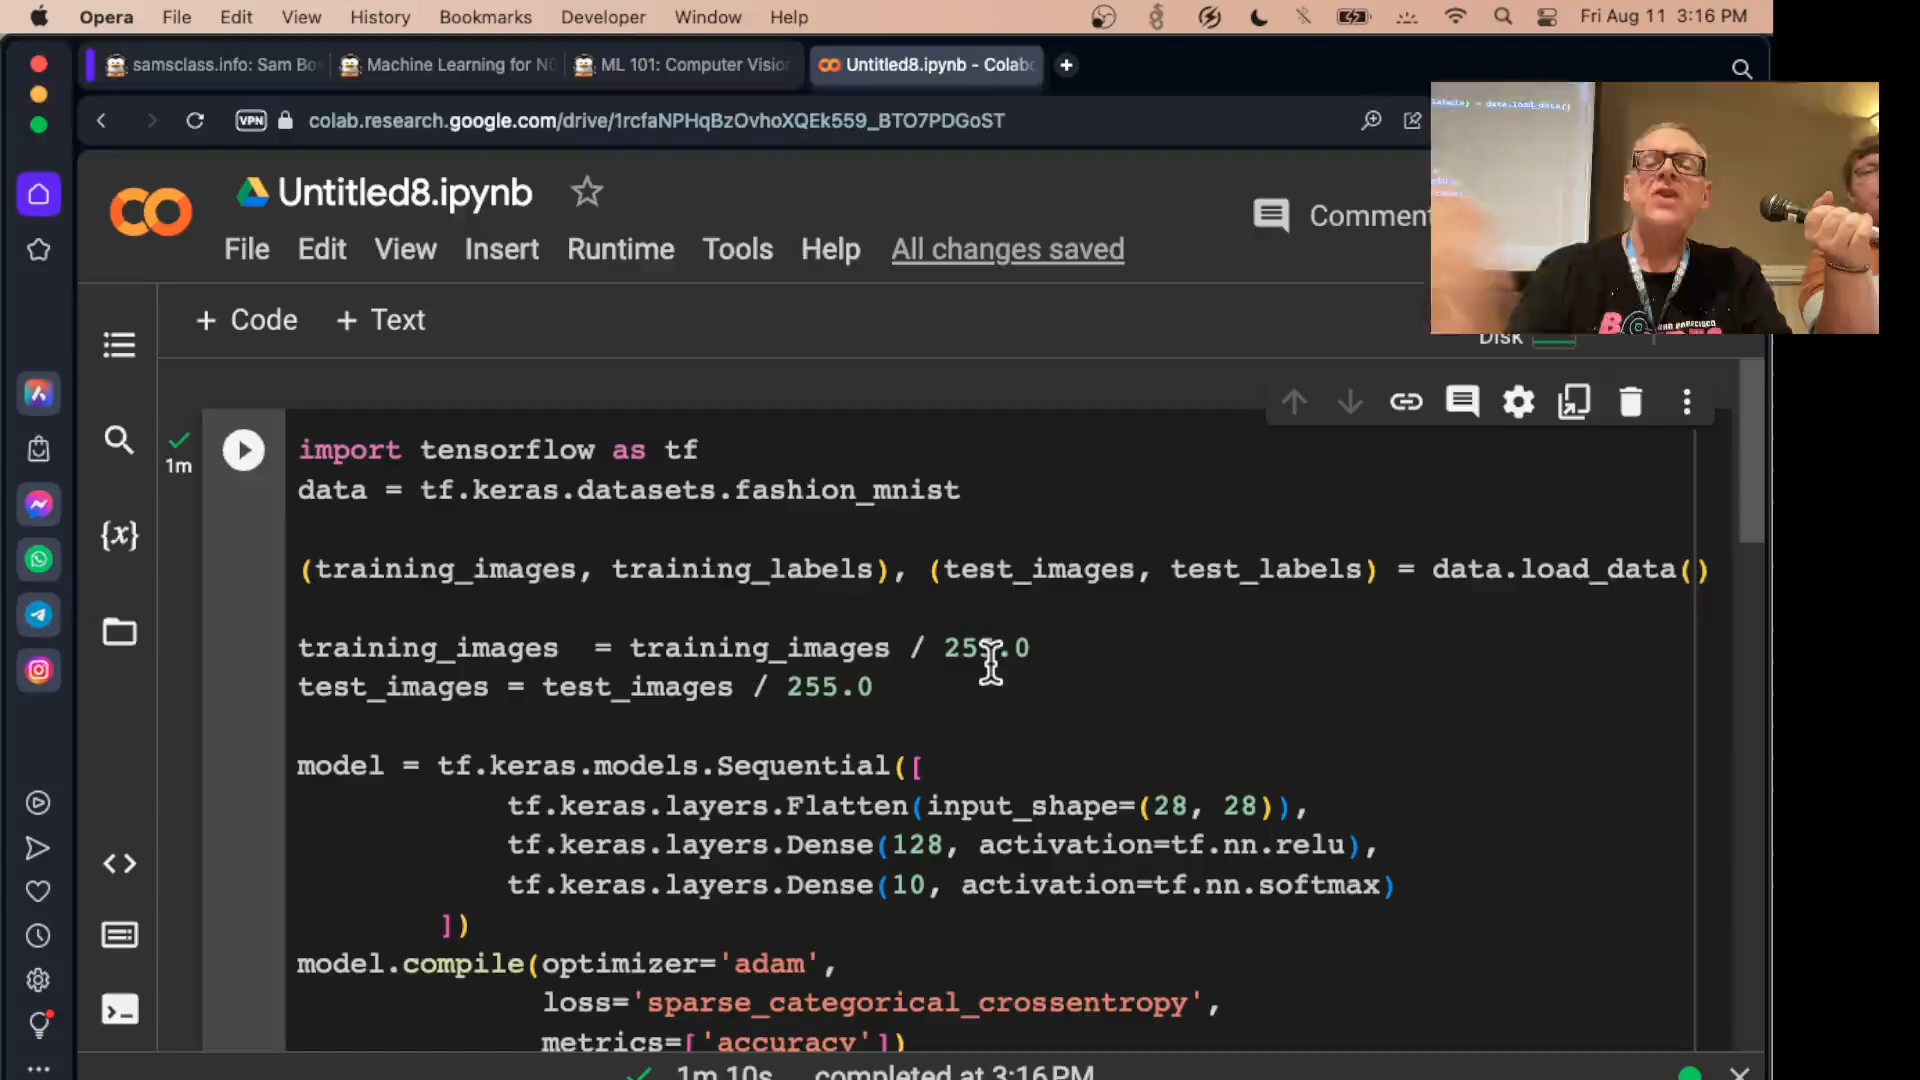 Opera File Edit View History Bookmarks Developer Window Help Fri Aug 11 3:16 PM
samsclass.info: Sam Bo Machine Learning for N ML 101: Computer Visio Untitled8.ipynb - Colab
VPN colab.research.google.com/drive/1rcfaNPHqBzOvhoXQEk559_BTO7PDGoST
Untitled8.ipynb
Comment
File Edit View Insert Runtime Tools Help All changes saved
+ Code + Text
Disk
1m
import tensorflow as tf
data = tf.keras.datasets.fashion_mnist
(training_images, training_labels), (test_images, test_labels) = data.load_data()
training_images  = training_images / 255.0
test_images = test_images / 255.0
model = tf.keras.models.Sequential([
tf.keras.layers.Flatten(input_shape=(28, 28)),
tf.keras.layers.Dense(128, activation=tf.nn.relu),
tf.keras.layers.Dense(10, activation=tf.nn.softmax)
])
model.compile(optimizer='adam',
loss='sparse_categorical_crossentropy',
metrics=['accuracy'])
1m 10s completed at 3:16 PM